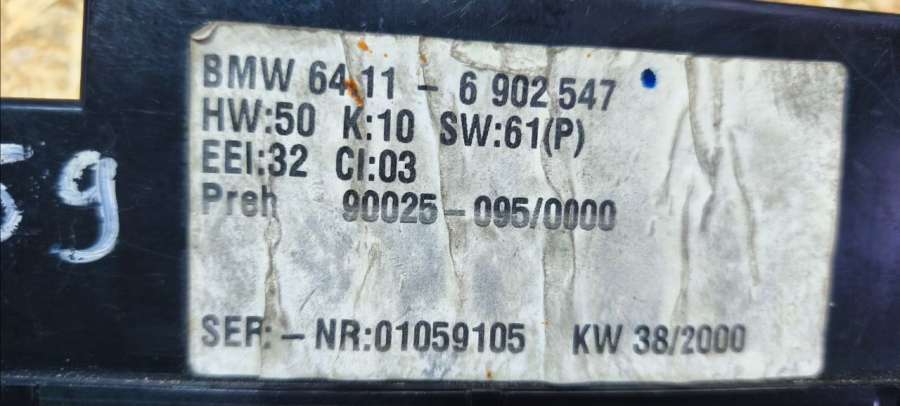 BMW 64.11 - 6 902 547
HW:50 K:10 SW:61(P)
EEI:32 CI:03
Preh 90025-095/0000
SER.-NR:01059105 KW 38/2000
59